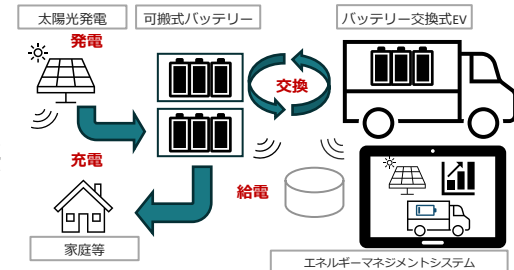 太陽光発電
可搬式バッテリー
バッテリー交換式EV
発電
交換
充電
給電
家庭等
エネルギーマネジメントシステム